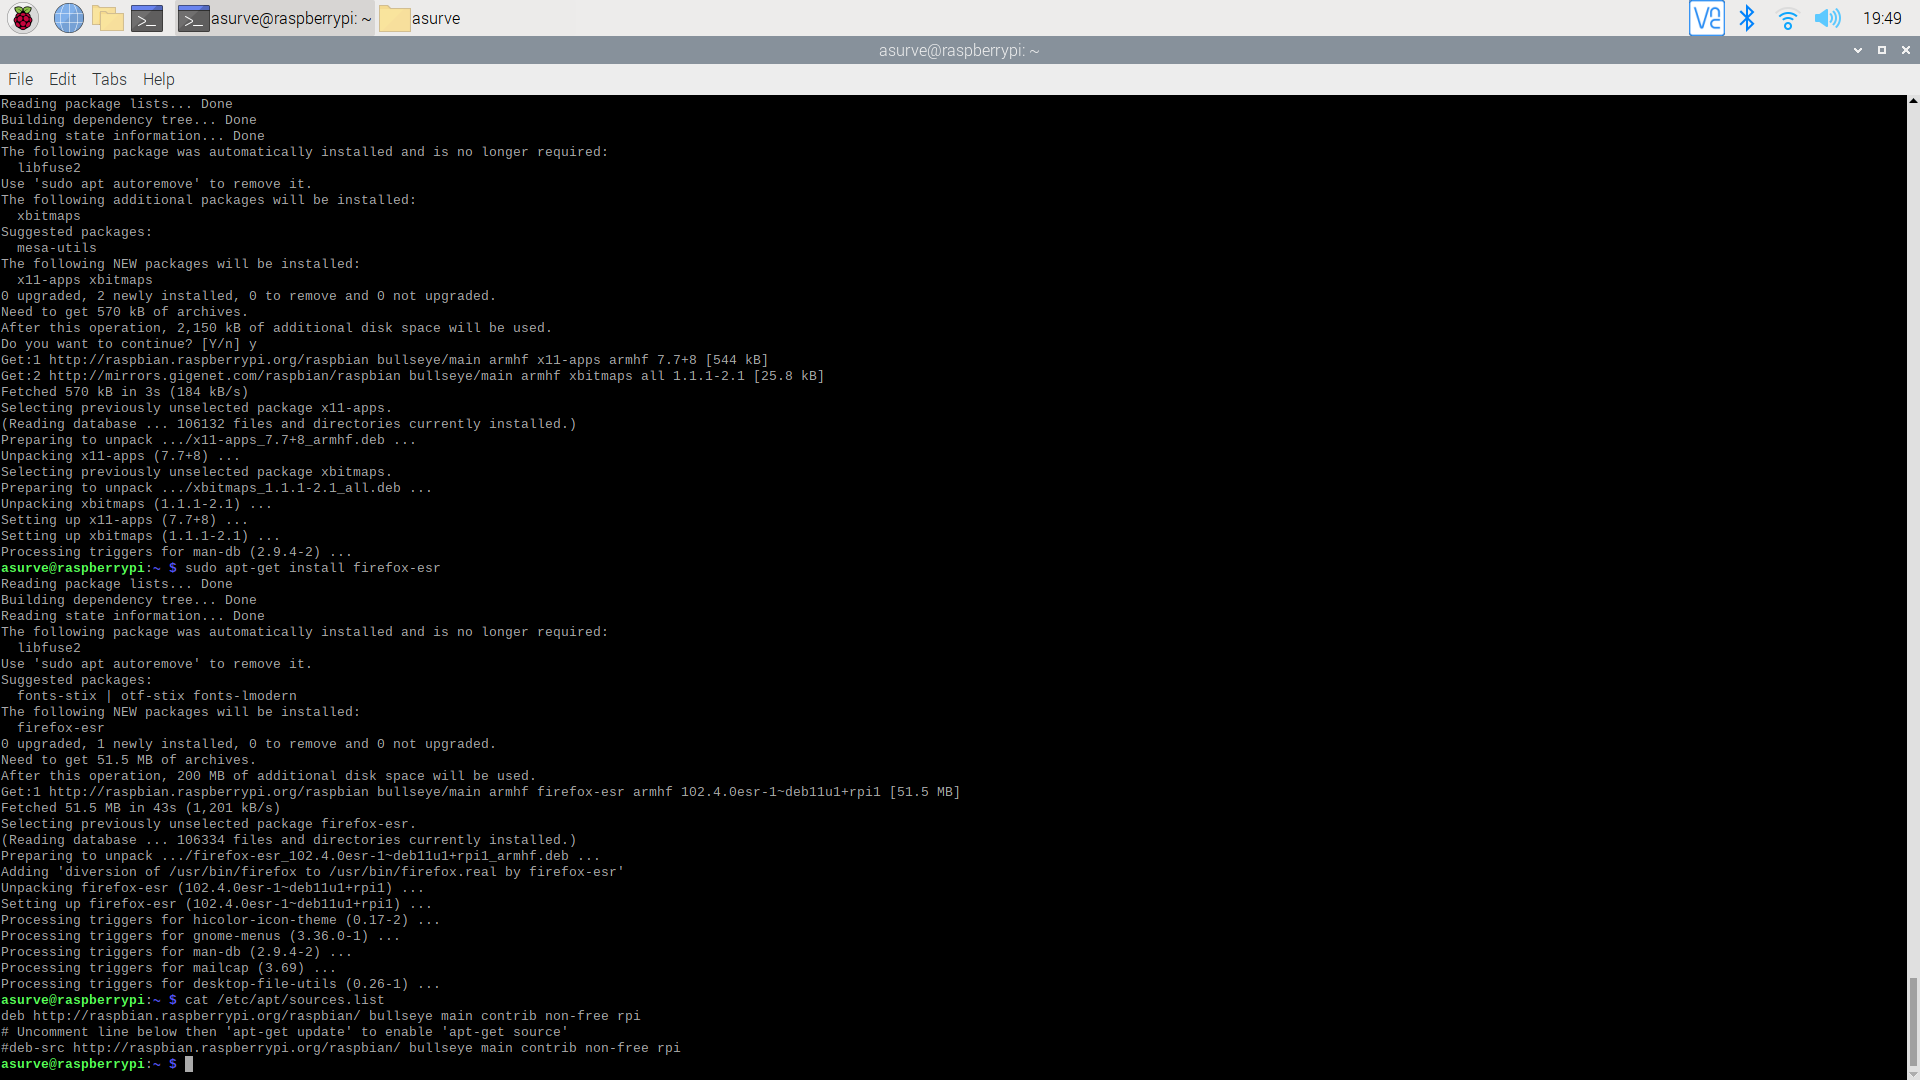 asurve@raspberrypi: ~
asurve
19:49
asurve@raspberrypi: ~
File Edit Tabs Help
Reading package lists... Done
Building dependency tree... Done
Reading state information... Done
The following package was automatically installed and is no longer required:
  libfuse2
Use 'sudo apt autoremove' to remove it.
The following additional packages will be installed:
  xbitmaps
Suggested packages:
  mesa-utils
The following NEW packages will be installed:
  x11-apps xbitmaps
0 upgraded, 2 newly installed, 0 to remove and 0 not upgraded.
Need to get 570 kB of archives.
After this operation, 2,150 kB of additional disk space will be used.
Do you want to continue? [Y/n] y
Get:1 http://raspbian.raspberrypi.org/raspbian bullseye/main armhf x11-apps armhf 7.7+8 [544 kB]
Get:2 http://mirrors.gigenet.com/raspbian/raspbian bullseye/main armhf xbitmaps all 1.1.1-2.1 [25.8 kB]
Fetched 570 kB in 3s (184 kB/s)
Selecting previously unselected package x11-apps.
(Reading database ... 106132 files and directories currently installed.)
Preparing to unpack .../x11-apps_7.7+8_armhf.deb ...
Unpacking x11-apps (7.7+8) ...
Selecting previously unselected package xbitmaps.
Preparing to unpack .../xbitmaps_1.1.1-2.1_all.deb ...
Unpacking xbitmaps (1.1.1-2.1) ...
Setting up x11-apps (7.7+8) ...
Setting up xbitmaps (1.1.1-2.1) ...
Processing triggers for man-db (2.9.4-2) ...
asurve@raspberrypi:~ $ sudo apt-get install firefox-esr
Reading package lists... Done
Building dependency tree... Done
Reading state information... Done
The following package was automatically installed and is no longer required:
  libfuse2
Use 'sudo apt autoremove' to remove it.
Suggested packages:
  fonts-stix | otf-stix fonts-lmodern
The following NEW packages will be installed:
  firefox-esr
0 upgraded, 1 newly installed, 0 to remove and 0 not upgraded.
Need to get 51.5 MB of archives.
After this operation, 200 MB of additional disk space will be used.
Get:1 http://raspbian.raspberrypi.org/raspbian bullseye/main armhf firefox-esr armhf 102.4.0esr-1~deb11u1+rpi1 [51.5 MB]
Fetched 51.5 MB in 43s (1,201 kB/s)
Selecting previously unselected package firefox-esr.
(Reading database ... 106334 files and directories currently installed.)
Preparing to unpack .../firefox-esr_102.4.0esr-1~deb11u1+rpi1_armhf.deb ...
Adding 'diversion of /usr/bin/firefox to /usr/bin/firefox.real by firefox-esr'
Unpacking firefox-esr (102.4.0esr-1~deb11u1+rpi1) ...
Setting up firefox-esr (102.4.0esr-1~deb11u1+rpi1) ...
Processing triggers for hicolor-icon-theme (0.17-2) ...
Processing triggers for gnome-menus (3.36.0-1) ...
Processing triggers for man-db (2.9.4-2) ...
Processing triggers for mailcap (3.69) ...
Processing triggers for desktop-file-utils (0.26-1) ...
asurve@raspberrypi:~ $ cat /etc/apt/sources.list
deb http://raspbian.raspberrypi.org/raspbian/ bullseye main contrib non-free rpi
# Uncomment line below then 'apt-get update' to enable 'apt-get source'
#deb-src http://raspbian.raspberrypi.org/raspbian/ bullseye main contrib non-free rpi
asurve@raspberrypi:~ $